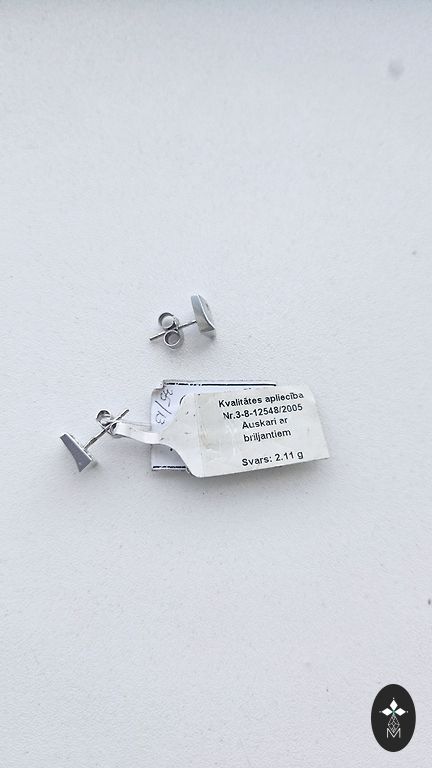 Kvalitātes apliecība
Nr.3-8-12548/2005
Auskari ar
briljantiem
Svars: 2.11 g